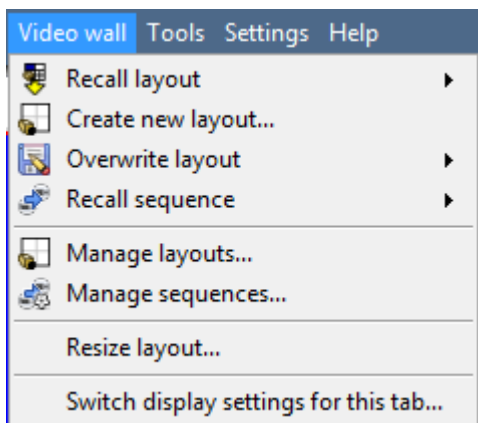 Video wall Tools Settings Help
Recall layout
Create new layout...
Overwrite layout
Recall sequence
Manage layouts...
Manage sequences...
Resize layout...
Switch display settings for this tab...